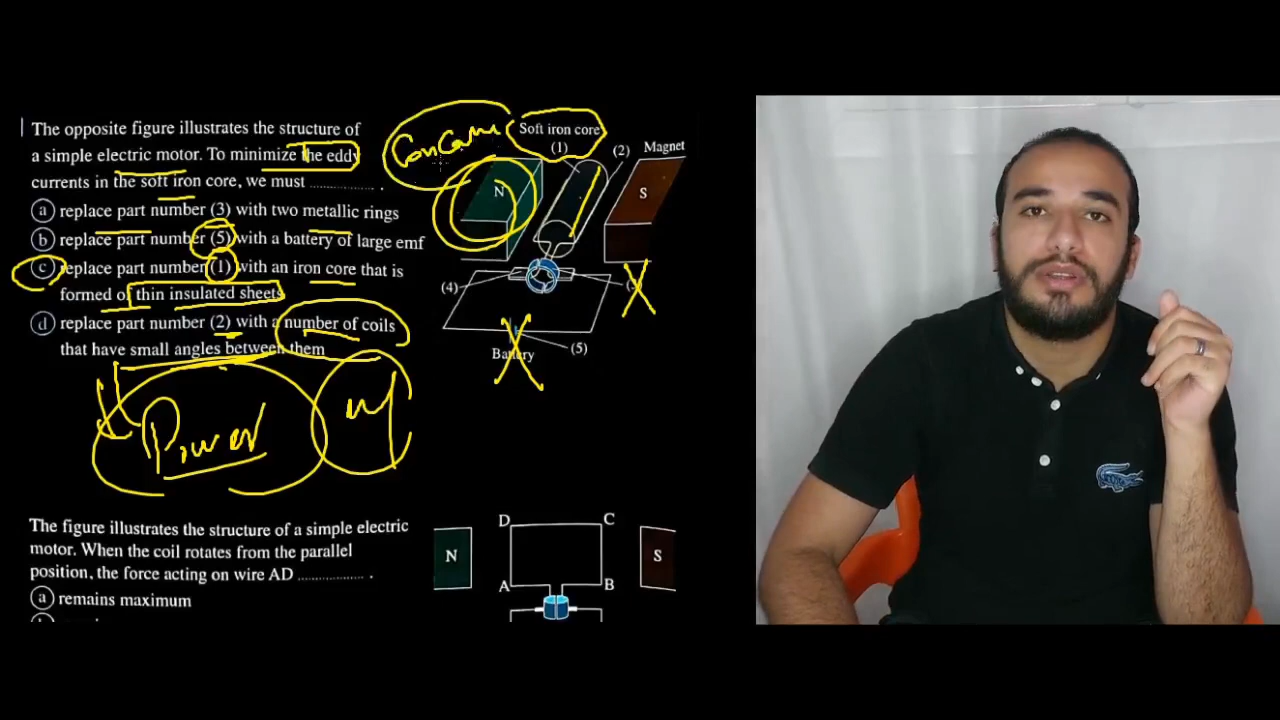 The opposite figure illustrates the structure of
a simple electric motor. To minimize the eddy
currents in the soft iron core, we must .................. .
a replace part number (3) with two metallic rings
b replace part number (5) with a battery of large emf
c replace part number (1) with an iron core that is
formed of thin insulated sheets
d replace part number (2) with a number of coils
that have small angles between them
Concave
Soft iron core
(1)
(2)
Magnet
N
S
(4)
Battery
(5)
Power
The figure illustrates the structure of a simple electric
motor. When the coil rotates from the parallel
position, the force acting on wire AD .................. .
a remains maximum
D
C
N
S
A
B